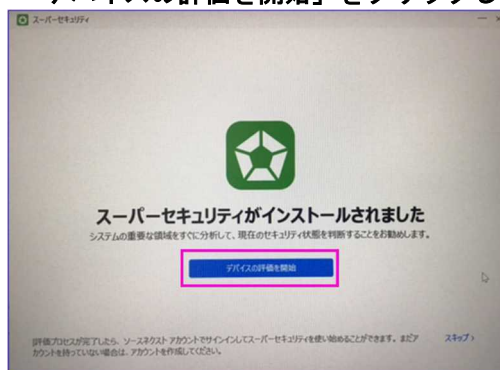 デバイスの評価を開始」をクリックし
スーパーセキュリティ
スーパーセキュリティがインストールされました
システムの重要な領域をすぐに分析して、現在のセキュリティ状態を判断することをお勧めします。
デバイスの評価を開始
評価プロセスが完了したら、ソースネクスト アカウントでサインインしてスーパーセキュリティを使い始めることができます。まだア
カウントを持っていない場合は、アカウントを作成してください。
スキップ